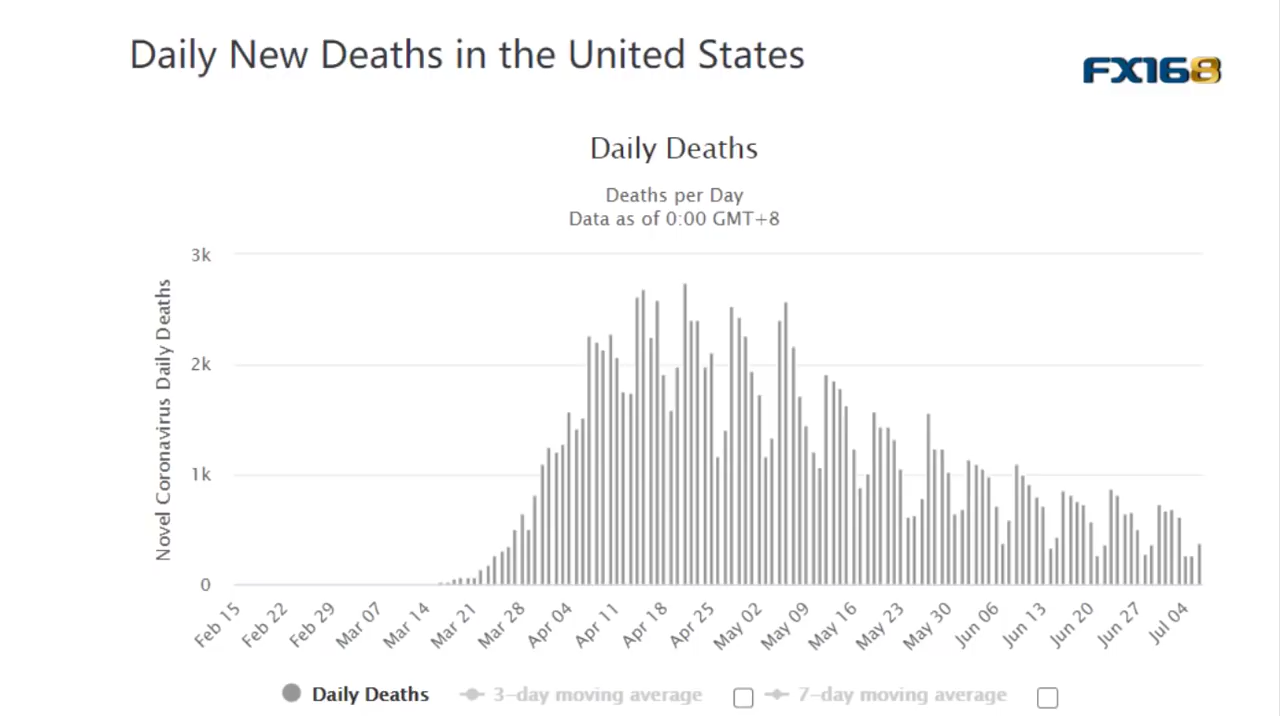 Daily New Deaths in the United States
FX168
Daily Deaths
Deaths per Day
Data as of 0:00 GMT+8
Novel Coronavirus Daily Deaths
3k
2k
1k
0
Feb 15
Feb 22
Feb 29
Mar 07
Mar 14
Mar 21
Mar 28
Apr 04
Apr 11
Apr 18
Apr 25
May 02
May 09
May 16
May 23
May 30
Jun 06
Jun 13
Jun 20
Jun 27
Jul 04
Daily Deaths
3-day moving average
7-day moving average